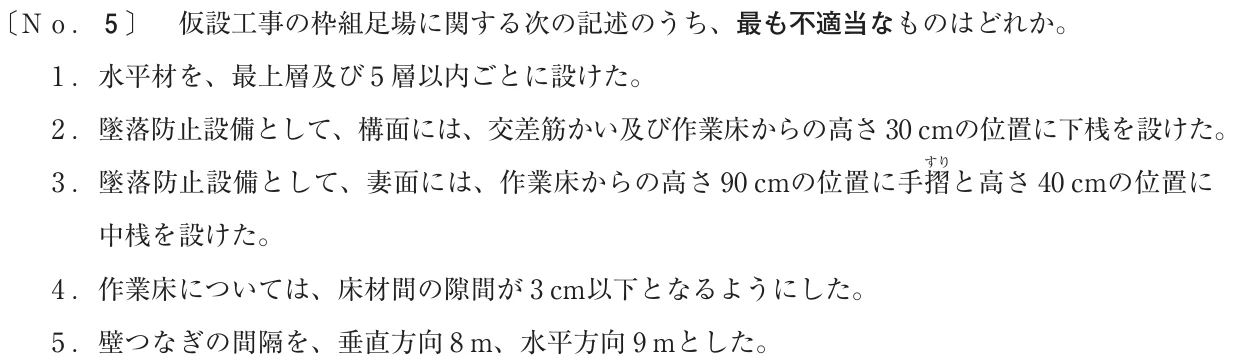 〔Ｎｏ．５〕　仮設工事の枠組足場に関する次の記述のうち、最も不適当なものはどれか。
１．水平材を、最上層及び５層以内ごとに設けた。
２．墜落防止設備として、構面には、交差筋かい及び作業床からの高さ30 cmの位置に下桟を設けた。
３．墜落防止設備として、妻面には、作業床からの高さ90 cmの位置に手摺(すり)と高さ40 cmの位置に
中桟を設けた。
４．作業床については、床材間の隙間が３cm以下となるようにした。
５．壁つなぎの間隔を、垂直方向８m、水平方向９mとした。